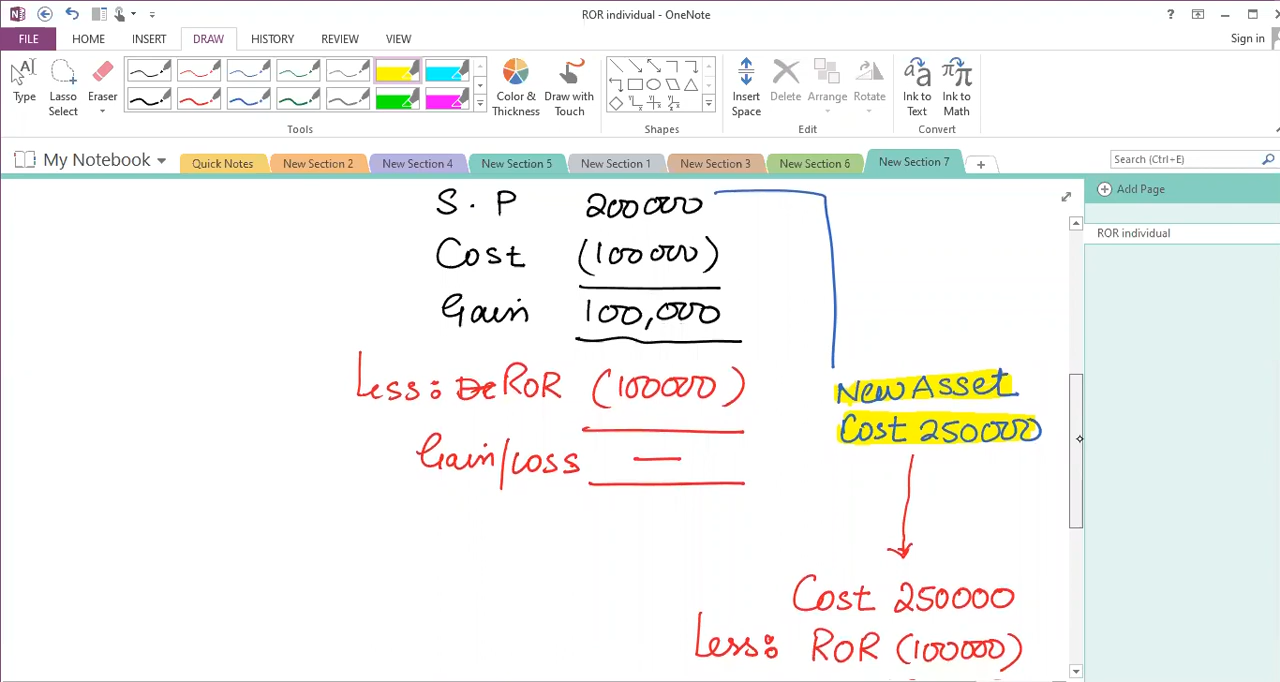 ROR individual - OneNote
?
FILE
HOME
INSERT
DRAW
HISTORY
REVIEW
VIEW
Sign in
Type
Lasso
Select
Eraser
Color &
Thickness
Draw with
Touch
Insert
Space
Delete
Arrange
Rotate
Ink to
Text
Ink to
Math
Tools
Shapes
Edit
Convert
My Notebook
Quick Notes
New Section 2
New Section 4
New Section 5
New Section 1
New Section 3
New Section 6
New Section 7
Search (Ctrl+E)
Add Page
ROR individual
S.P 200000
Cost (100000)
Gain 100,000
Less: ROR (100000)
Gain/Loss —
New Asset
Cost 250000
Cost 250000
Less: ROR (100000)